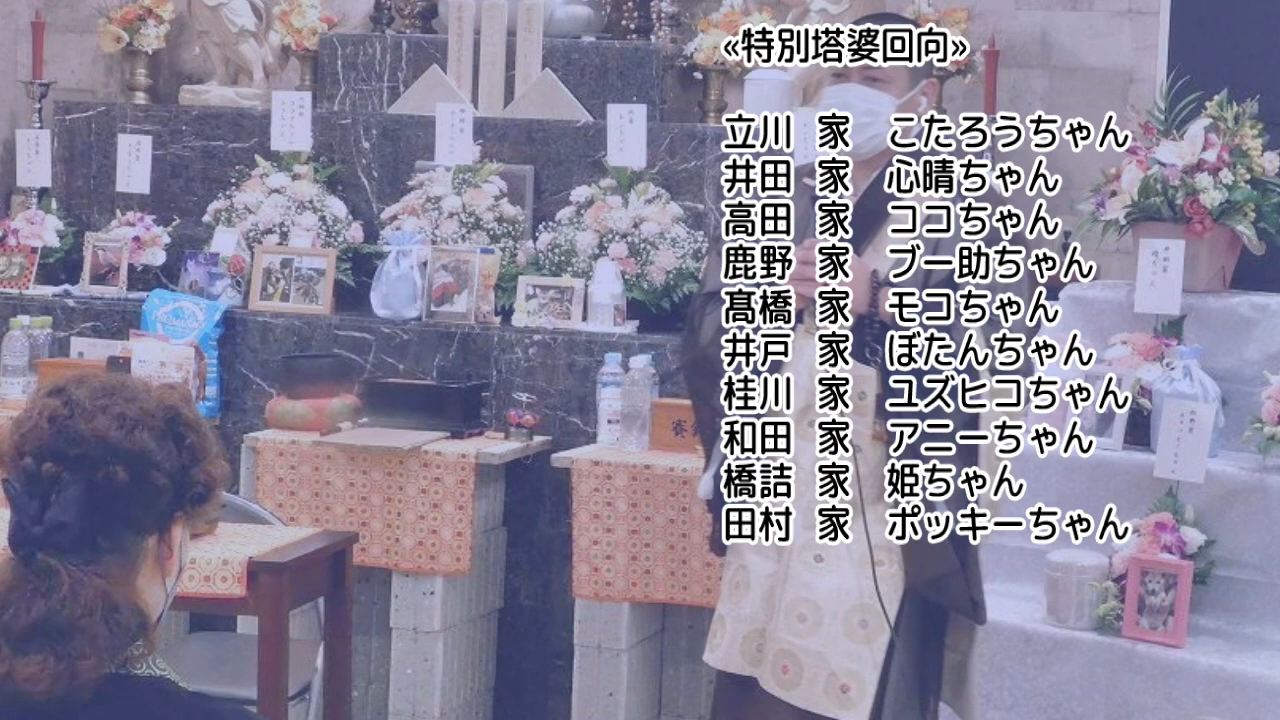 ≪特別塔婆回向≫
立川 家 こたろうちゃん
井田 家 心晴ちゃん
高田 家 ココちゃん
鹿野 家 ブー助ちゃん
髙橋 家 モコちゃん
井戸 家 ぼたんちゃん
桂川 家 ユズヒコちゃん
和田 家 アニーちゃん
橋詰 家 姫ちゃん
田村 家 ポッキーちゃん